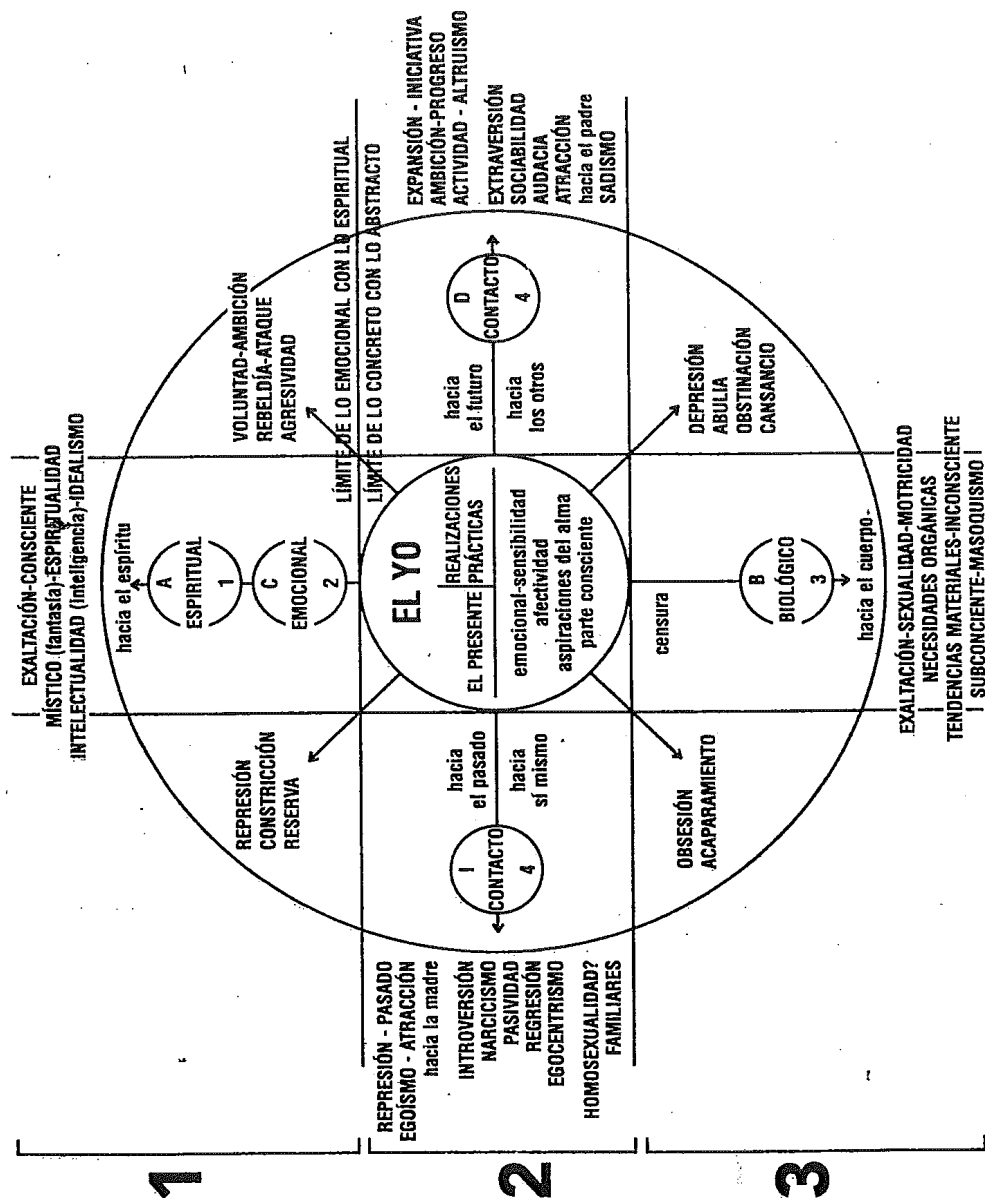 1
EXALTACIÓN-CONSCIENTE
MÍSTICO (fantasía)-ESPIRITUALIDAD
INTELECTUALIDAD (inteligencia)-IDEALISMO
hacia el espíritu
A
ESPIRITUAL
1
C
EMOCIONAL
2
REPRESIÓN
CONSTRICCIÓN
RESERVA
VOLUNTAD-AMBICIÓN
REBELDÍA-ATAQUE
AGRESIVIDAD
LÍMITE DE LO EMOCIONAL CON LO ESPIRITUAL
LÍMITE DE LO CONCRETO CON LO ABSTRACTO
2
REPRESIÓN - PASADO
EGOÍSMO - ATRACCIÓN
hacia la madre
INTROVERSIÓN
NARCICISMO
PASIVIDAD
REGRESIÓN
EGOCENTRISMO
HOMOSEXUALIDAD?
FAMILIARES
I
CONTACTO
4
hacia
el pasado
hacia
sí mismo
EL YO
EL PRESENTE
REALIZACIONES
PRÁCTICAS
emocional-sensibilidad
afectividad
aspiraciones del alma
parte consciente
hacia
el futuro
hacia
los otros
D
CONTACTO
4
EXPANSIÓN - INICIATIVA
AMBICIÓN-PROGRESO
ACTIVIDAD - ALTRUISMO
EXTRAVERSIÓN
SOCIABILIDAD
AUDACIA
ATRACCIÓN
hacia el padre
SADISMO
3
OBSESIÓN
ACAPARAMIENTO
censura
B
BIOLÓGICO
3
hacia el cuerpo-
DEPRESIÓN
ABULIA
OBSTINACIÓN
CANSANCIO
EXALTACIÓN-SEXUALIDAD-MOTRICIDAD
NECESIDADES ORGÁNICAS
TENDENCIAS MATERIALES-INCONSCIENTE
SUBCONCIENTE-MASOQUISMO